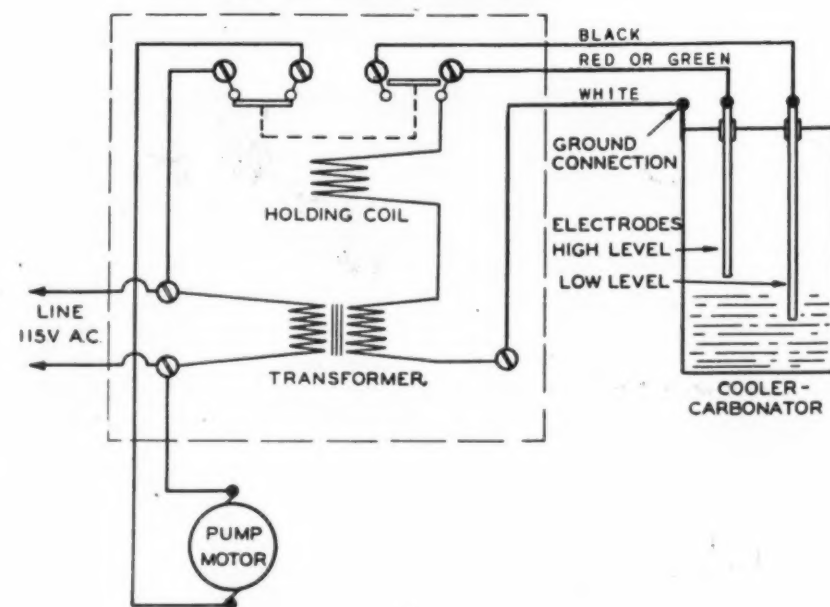 BLACK
RED OR GREEN
WHITE
GROUND
CONNECTION
HOLDING COIL
ELECTRODES
HIGH LEVEL
LOW LEVEL
LINE
115V A.C.
TRANSFORMER
COOLER-
CARBONATOR
PUMP
MOTOR